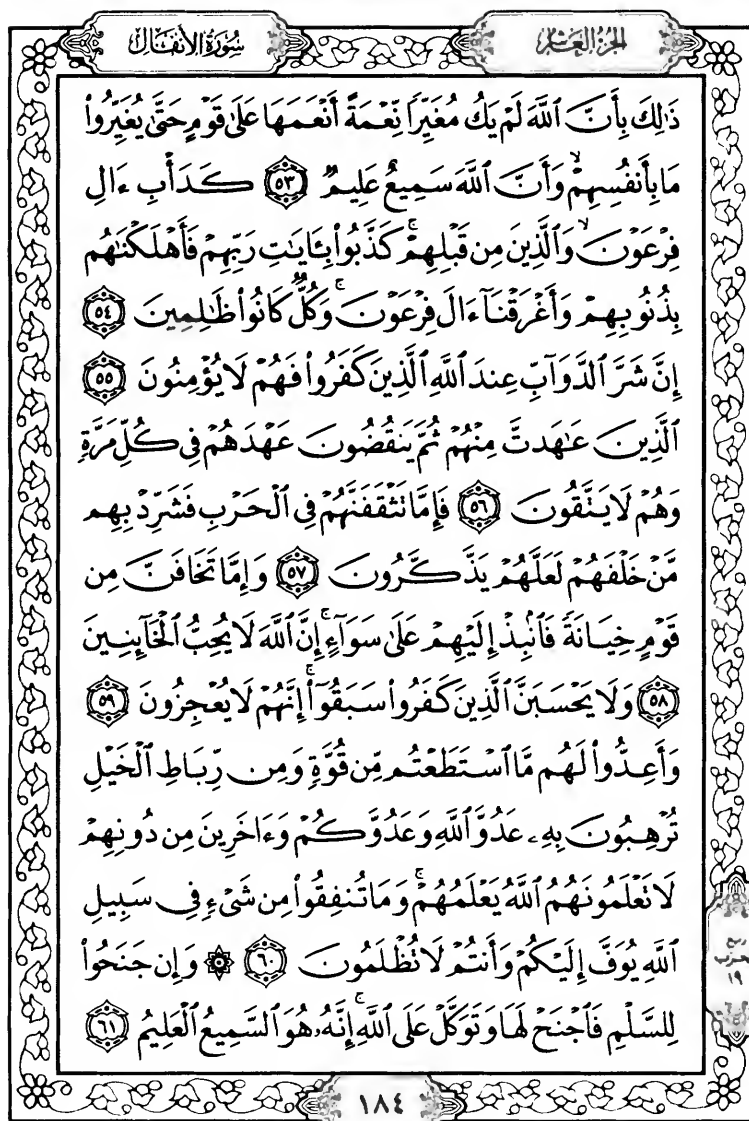 سُورَةُ الأَنفَالِ
الجُزْءُ العَاشِرُ
ذَٰلِكَ بِأَنَّ ٱللَّهَ لَمْ يَكُ مُغَيِّرًا نِّعْمَةً أَنْعَمَهَا عَلَىٰ قَوْمٍ حَتَّىٰ يُغَيِّرُوا۟
مَا بِأَنفُسِهِمْ ۙ وَأَنَّ ٱللَّهَ سَمِيعٌ عَلِيمٌ ٥٣ كَدَأْبِ ءَالِ
فِرْعَوْنَ ۙ وَٱلَّذِينَ مِن قَبْلِهِمْ ۚ كَذَّبُوا۟ بِـَٔايَـٰتِ رَبِّهِمْ فَأَهْلَكْنَـٰهُم
بِذُنُوبِهِمْ وَأَغْرَقْنَآ ءَالَ فِرْعَوْنَ ۚ وَكُلٌّ كَانُوا۟ ظَـٰلِمِينَ ٥٤
إِنَّ شَرَّ ٱلدَّوَآبِّ عِندَ ٱللَّهِ ٱلَّذِينَ كَفَرُوا۟ فَهُمْ لَا يُؤْمِنُونَ ٥٥
ٱلَّذِينَ عَـٰهَدتَّ مِنْهُمْ ثُمَّ يَنقُضُونَ عَهْدَهُمْ فِى كُلِّ مَرَّةٍ
وَهُمْ لَا يَتَّقُونَ ٥٦ فَإِمَّا تَثْقَفَنَّهُمْ فِى ٱلْحَرْبِ فَشَرِّدْ بِهِم
مَّنْ خَلْفَهُمْ لَعَلَّهُمْ يَذَّكَّرُونَ ٥٧ وَإِمَّا تَخَافَنَّ مِن
قَوْمٍ خِيَانَةً فَٱنۢبِذْ إِلَيْهِمْ عَلَىٰ سَوَآءٍ ۚ إِنَّ ٱللَّهَ لَا يُحِبُّ ٱلْخَآئِنِينَ
٥٨ وَلَا يَحْسَبَنَّ ٱلَّذِينَ كَفَرُوا۟ سَبَقُوٓا۟ ۚ إِنَّهُمْ لَا يُعْجِزُونَ ٥٩
وَأَعِدُّوا۟ لَهُم مَّا ٱسْتَطَعْتُم مِّن قُوَّةٍ وَمِن رِّبَاطِ ٱلْخَيْلِ
تُرْهِبُونَ بِهِۦ عَدُوَّ ٱللَّهِ وَعَدُوَّكُمْ وَءَاخَرِينَ مِن دُونِهِمْ
لَا تَعْلَمُونَهُمُ ٱللَّهُ يَعْلَمُهُمْ ۚ وَمَا تُنفِقُوا۟ مِن شَىْءٍ فِى سَبِيلِ
ٱللَّهِ يُوَفَّ إِلَيْكُمْ وَأَنتُمْ لَا تُظْلَمُونَ ٦٠ ۞ وَإِن جَنَحُوا۟
لِلسَّلْمِ فَٱجْنَحْ لَهَا وَتَوَكَّلْ عَلَى ٱللَّهِ ۚ إِنَّهُۥ هُوَ ٱلسَّمِيعُ ٱلْعَلِيمُ ٦١
ربع
حزب
١٩
١٨٤